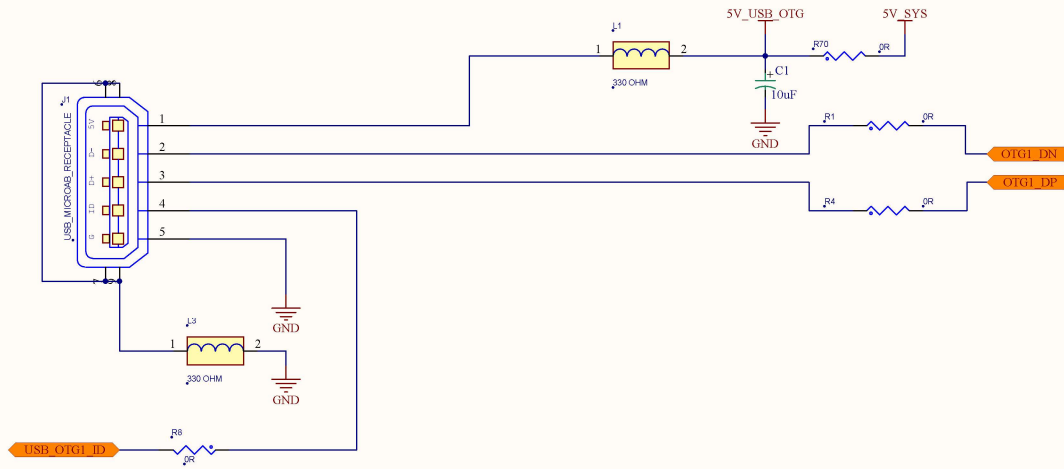 5V_USB_OTG
5V_SYS
L1
1
2
330 OHM
R70
0R
C1
+
10uF
GND
J1
USB_MICROAB_RECEPTACLE
5V
D-
D+
ID
G
1
2
3
4
5
R1
0R
OTG1_DN
R4
0R
OTG1_DP
GND
L3
1
2
330 OHM
GND
USB_OTG1_ID
R8
0R